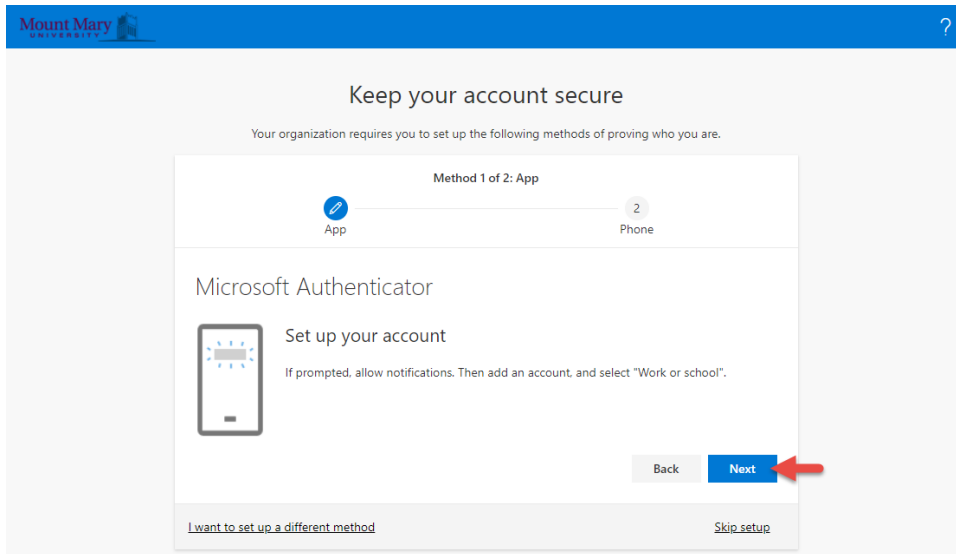 Mount Mary
UNIVERSITY
?
Keep your account secure
Your organization requires you to set up the following methods of proving who you are.
Method 1 of 2: App
2
App
Phone
Microsoft Authenticator
Set up your account
If prompted, allow notifications. Then add an account, and select "Work or school".
Back
Next
I want to set up a different method
Skip setup